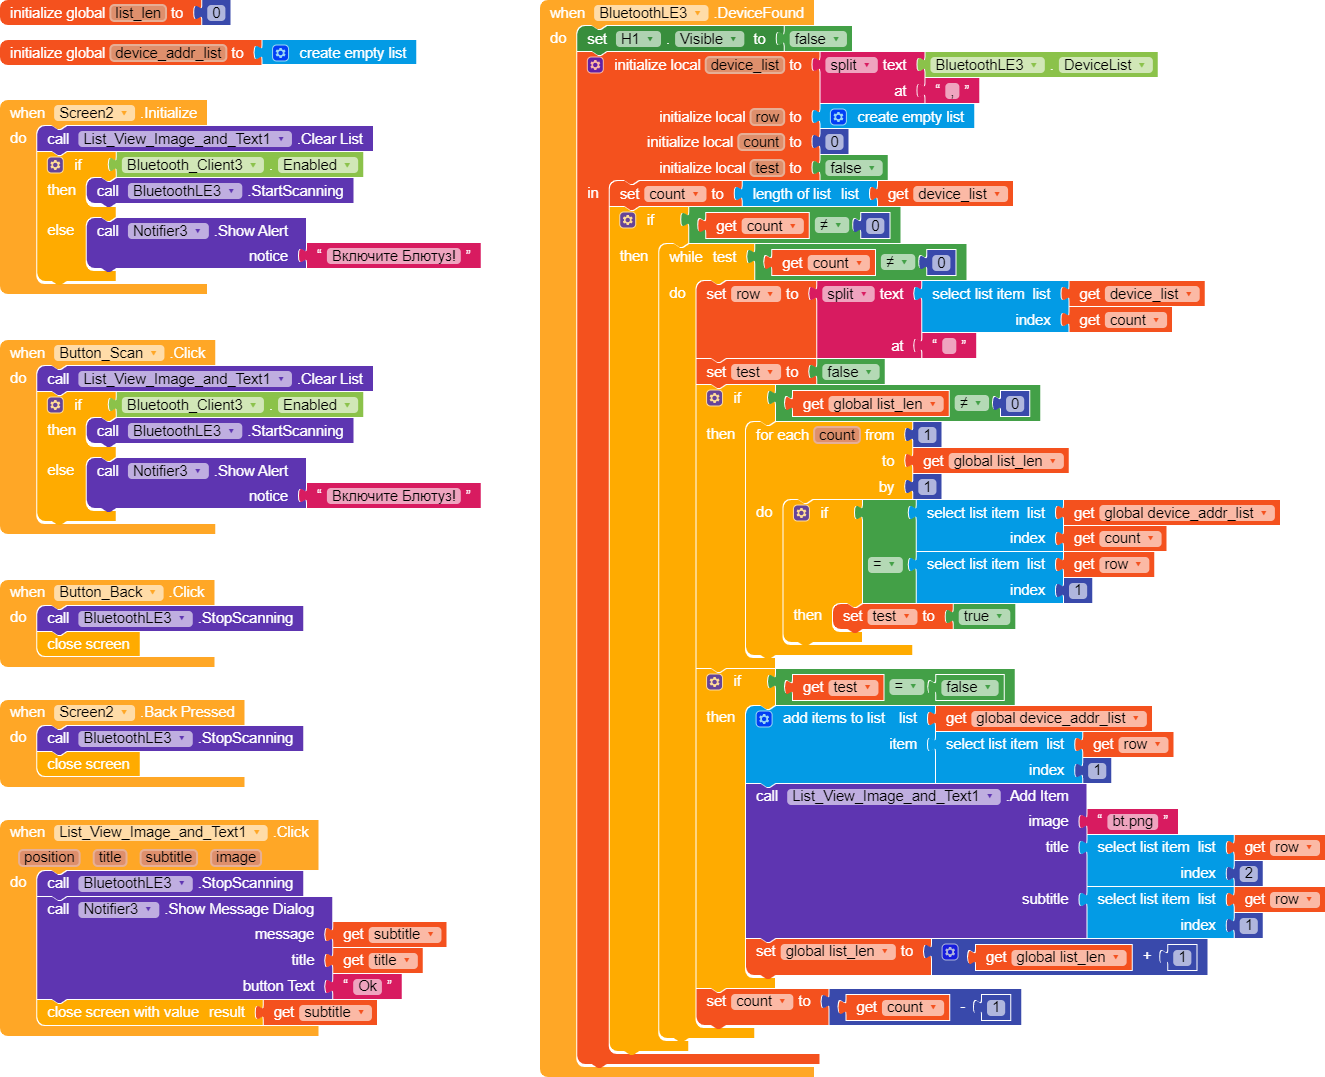 initialize global list_len to 0
initialize global device_addr_list to create empty list
when Screen2 .Initialize
do call List_View_Image_and_Text1 .Clear List
if Bluetooth_Client3 . Enabled
then call BluetoothLE3 .StartScanning
else call Notifier3 .Show Alert
notice “ Включите Блютуз! ”
when Button_Scan .Click
do call List_View_Image_and_Text1 .Clear List
if Bluetooth_Client3 . Enabled
then call BluetoothLE3 .StartScanning
else call Notifier3 .Show Alert
notice “ Включите Блютуз! ”
when Button_Back .Click
do call BluetoothLE3 .StopScanning
close screen
when Screen2 .Back Pressed
do call BluetoothLE3 .StopScanning
close screen
when List_View_Image_and_Text1 .Click
position title subtitle image
do call BluetoothLE3 .StopScanning
call Notifier3 .Show Message Dialog
message get subtitle
title get title
button Text “ Ok ”
close screen with value result get subtitle
when BluetoothLE3 .DeviceFound
do set H1 . Visible to false
initialize local device_list to split text BluetoothLE3 . DeviceList
at “ , ”
initialize local row to create empty list
initialize local count to 0
initialize local test to false
in set count to length of list list get device_list
if get count ≠ 0
then while test get count ≠ 0
do set row to split text select list item list get device_list
index get count
at “ ”
set test to false
if get global list_len ≠ 0
then for each count from 1
to get global list_len
by 1
do if select list item list get global device_addr_list
index get count
= select list item list get row
index 1
then set test to true
if get test = false
then add items to list list get global device_addr_list
item select list item list get row
index 1
call List_View_Image_and_Text1 .Add Item
image “ bt.png ”
title select list item list get row
index 2
subtitle select list item list get row
index 1
set global list_len to get global list_len + 1
set count to get count - 1